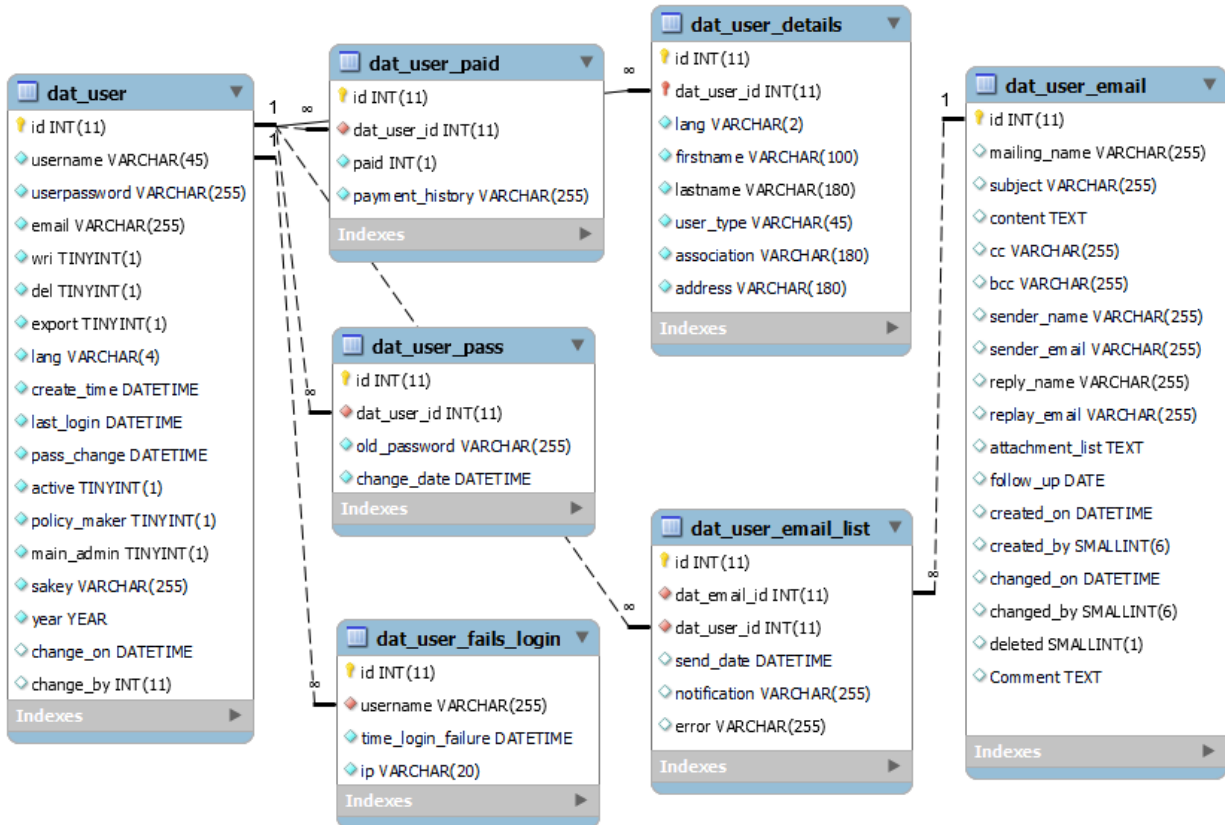 dat_user
id INT(11)
username VARCHAR(45)
userpassword VARCHAR(255)
email VARCHAR(255)
wri TINYINT(1)
del TINYINT(1)
export TINYINT(1)
lang VARCHAR(4)
create_time DATETIME
last_login DATETIME
pass_change DATETIME
active TINYINT(1)
policy_maker TINYINT(1)
main_admin TINYINT(1)
sakey VARCHAR(255)
year YEAR
change_on DATETIME
change_by INT(11)
Indexes
1
1
∞
∞
∞
dat_user_paid
id INT(11)
dat_user_id INT(11)
paid INT(1)
payment_history VARCHAR(255)
Indexes
dat_user_pass
id INT(11)
dat_user_id INT(11)
old_password VARCHAR(255)
change_date DATETIME
Indexes
dat_user_fails_login
id INT(11)
username VARCHAR(255)
time_login_failure DATETIME
ip VARCHAR(20)
Indexes
∞
∞
dat_user_details
id INT(11)
dat_user_id INT(11)
lang VARCHAR(2)
firstname VARCHAR(100)
lastname VARCHAR(180)
user_type VARCHAR(45)
association VARCHAR(180)
address VARCHAR(180)
Indexes
dat_user_email_list
id INT(11)
dat_email_id INT(11)
dat_user_id INT(11)
send_date DATETIME
notification VARCHAR(255)
error VARCHAR(255)
Indexes
1
∞
dat_user_email
id INT(11)
mailing_name VARCHAR(255)
subject VARCHAR(255)
content TEXT
cc VARCHAR(255)
bcc VARCHAR(255)
sender_name VARCHAR(255)
sender_email VARCHAR(255)
reply_name VARCHAR(255)
replay_email VARCHAR(255)
attachment_list TEXT
follow_up DATE
created_on DATETIME
created_by SMALLINT(6)
changed_on DATETIME
changed_by SMALLINT(6)
deleted SMALLINT(1)
Comment TEXT
Indexes